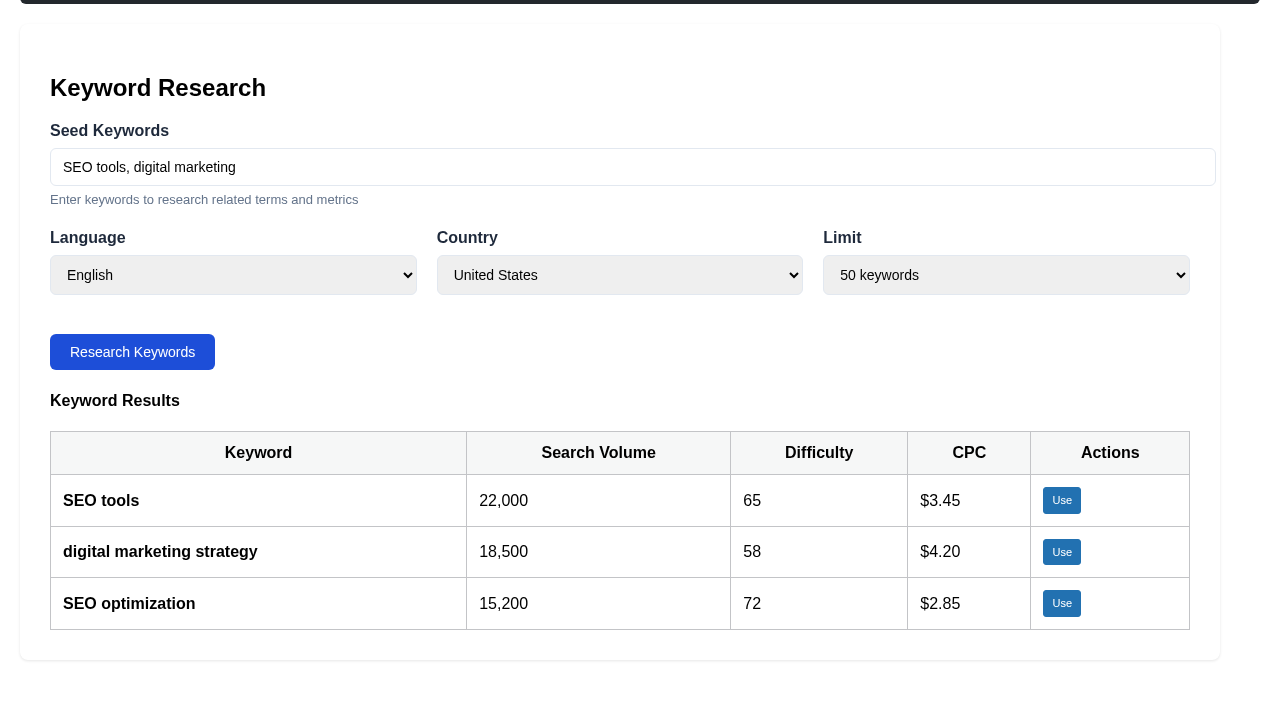 Keyword Research
Seed Keywords
SEO tools, digital marketing
Enter keywords to research related terms and metrics
Language Country Limit
English United States 50 keywords
Research Keywords
Keyword Results
Keyword Search Volume Difficulty CPC Actions
SEO tools 22,000 65 $3.45 Use
digital marketing strategy 18,500 58 $4.20 Use
SEO optimization 15,200 72 $2.85 Use